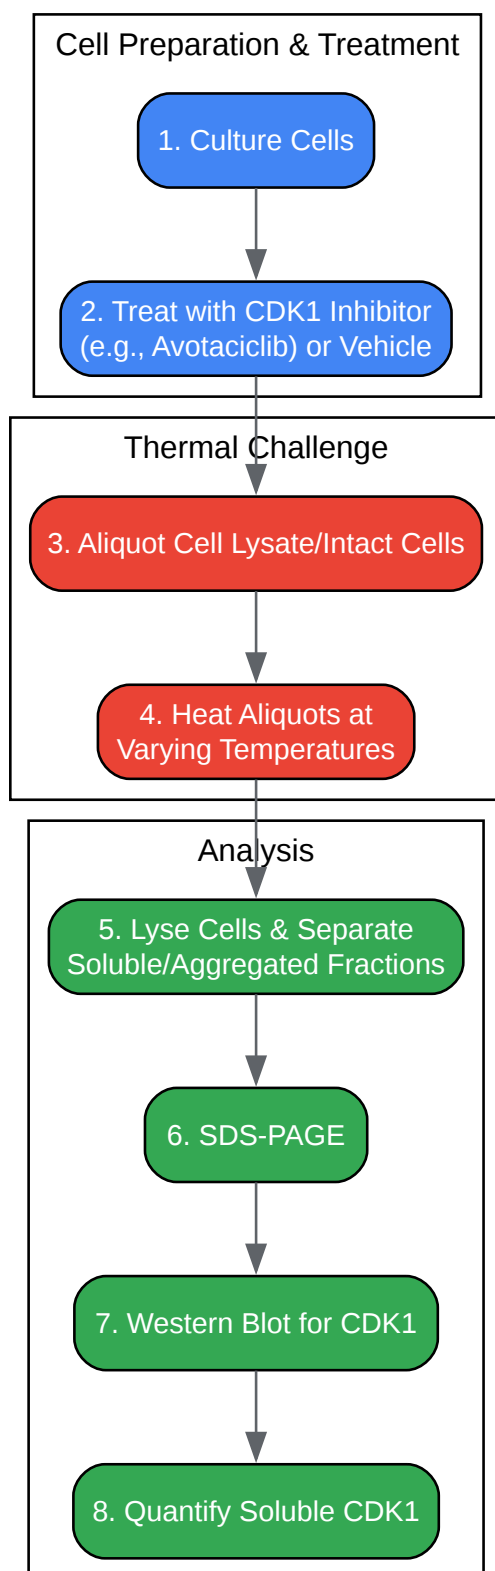 Cell Preparation & Treatment
1. Culture Cells
2. Treat with CDK1 Inhibitor
(e.g., Avotaciclib) or Vehicle
Thermal Challenge
3. Aliquot Cell Lysate/Intact Cells
4. Heat Aliquots at
Varying Temperatures
Analysis
5. Lyse Cells & Separate
Soluble/Aggregated Fractions
6. SDS-PAGE
7. Western Blot for CDK1
8. Quantify Soluble CDK1